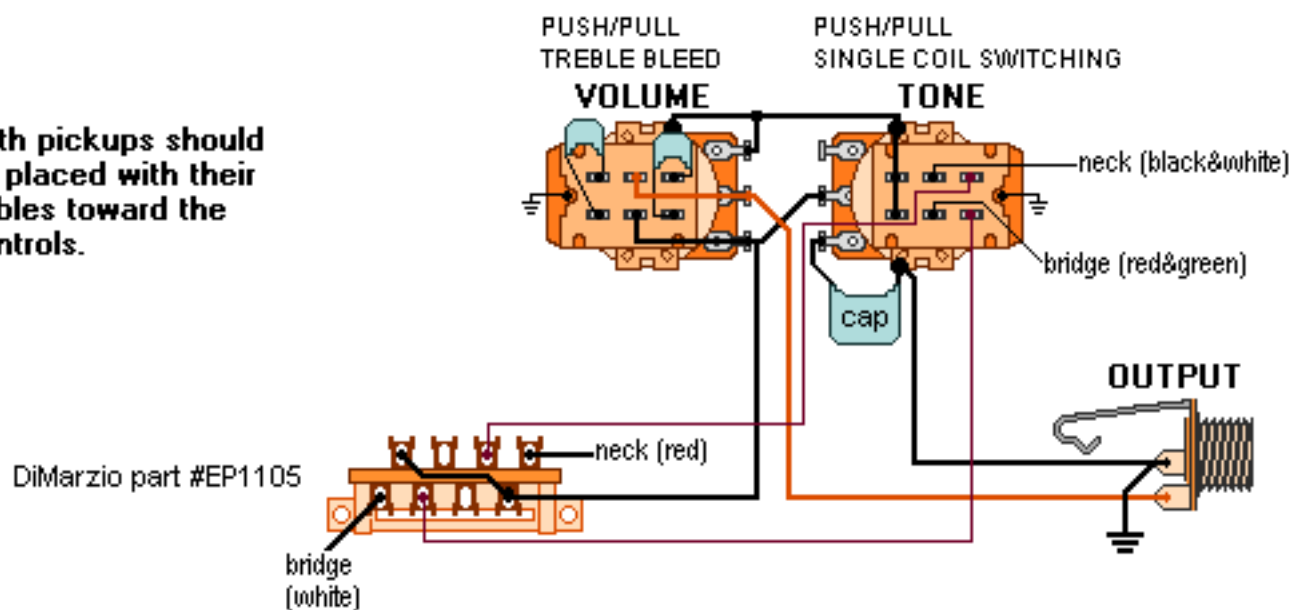 PUSH/PULL
TREBLE BLEED
VOLUME
PUSH/PULL
SINGLE COIL SWITCHING
TONE
th pickups should
placed with their
bles toward the
ntrols.
neck (black&white)
bridge (red&green)
cap
OUTPUT
neck (red)
DiMarzio part #EP1105
bridge
(white)